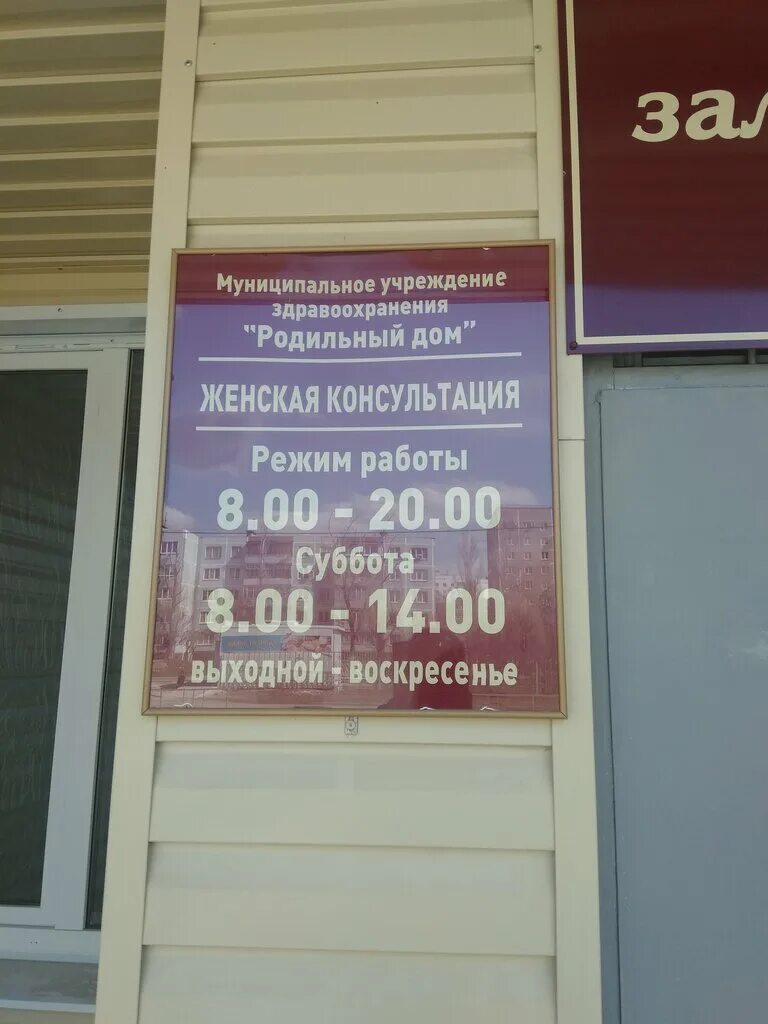 Муниципальное учреждение
здравоохранения
"Родильный дом"
ЖЕНСКАЯ КОНСУЛЬТАЦИЯ
Режим работы
8.00 - 20.00
Суббота
8.00 - 14.00
выходной - воскресенье
зал